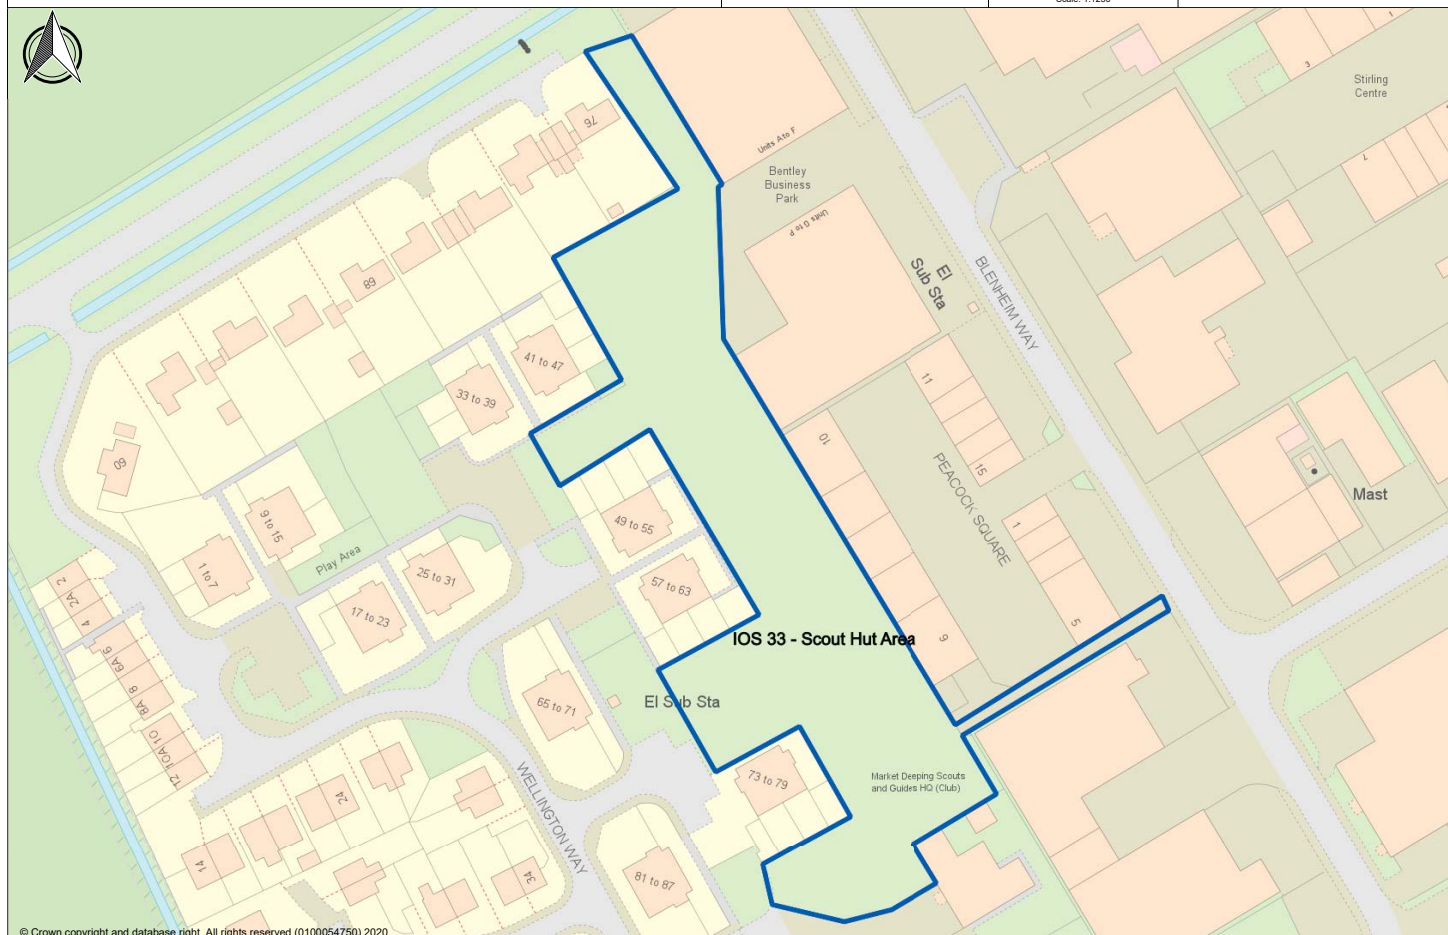 Scale: 1:1250
Stirling
Centre
3
1
7
76
Units A to F
Bentley
Business
Park
Units G to P
El
Sub Sta
BLENHEIM WAY
68
41 to 47
33 to 39
11
15
10
PEACOCK SQUARE
1
5
9
Mast
60
9 to 15
1 to 7
Play Area
25 to 31
17 to 23
49 to 55
57 to 63
IOS 33 - Scout Hut Area
2
2A
4
6
6A
8
8A
10
10A
12
65 to 71
El Sub Sta
73 to 79
Market Deeping Scouts
and Guides HQ (Club)
WELLINGTON WAY
24
14
34
81 to 87
© Crown copyright and database right. All rights reserved (0100054750) 2020